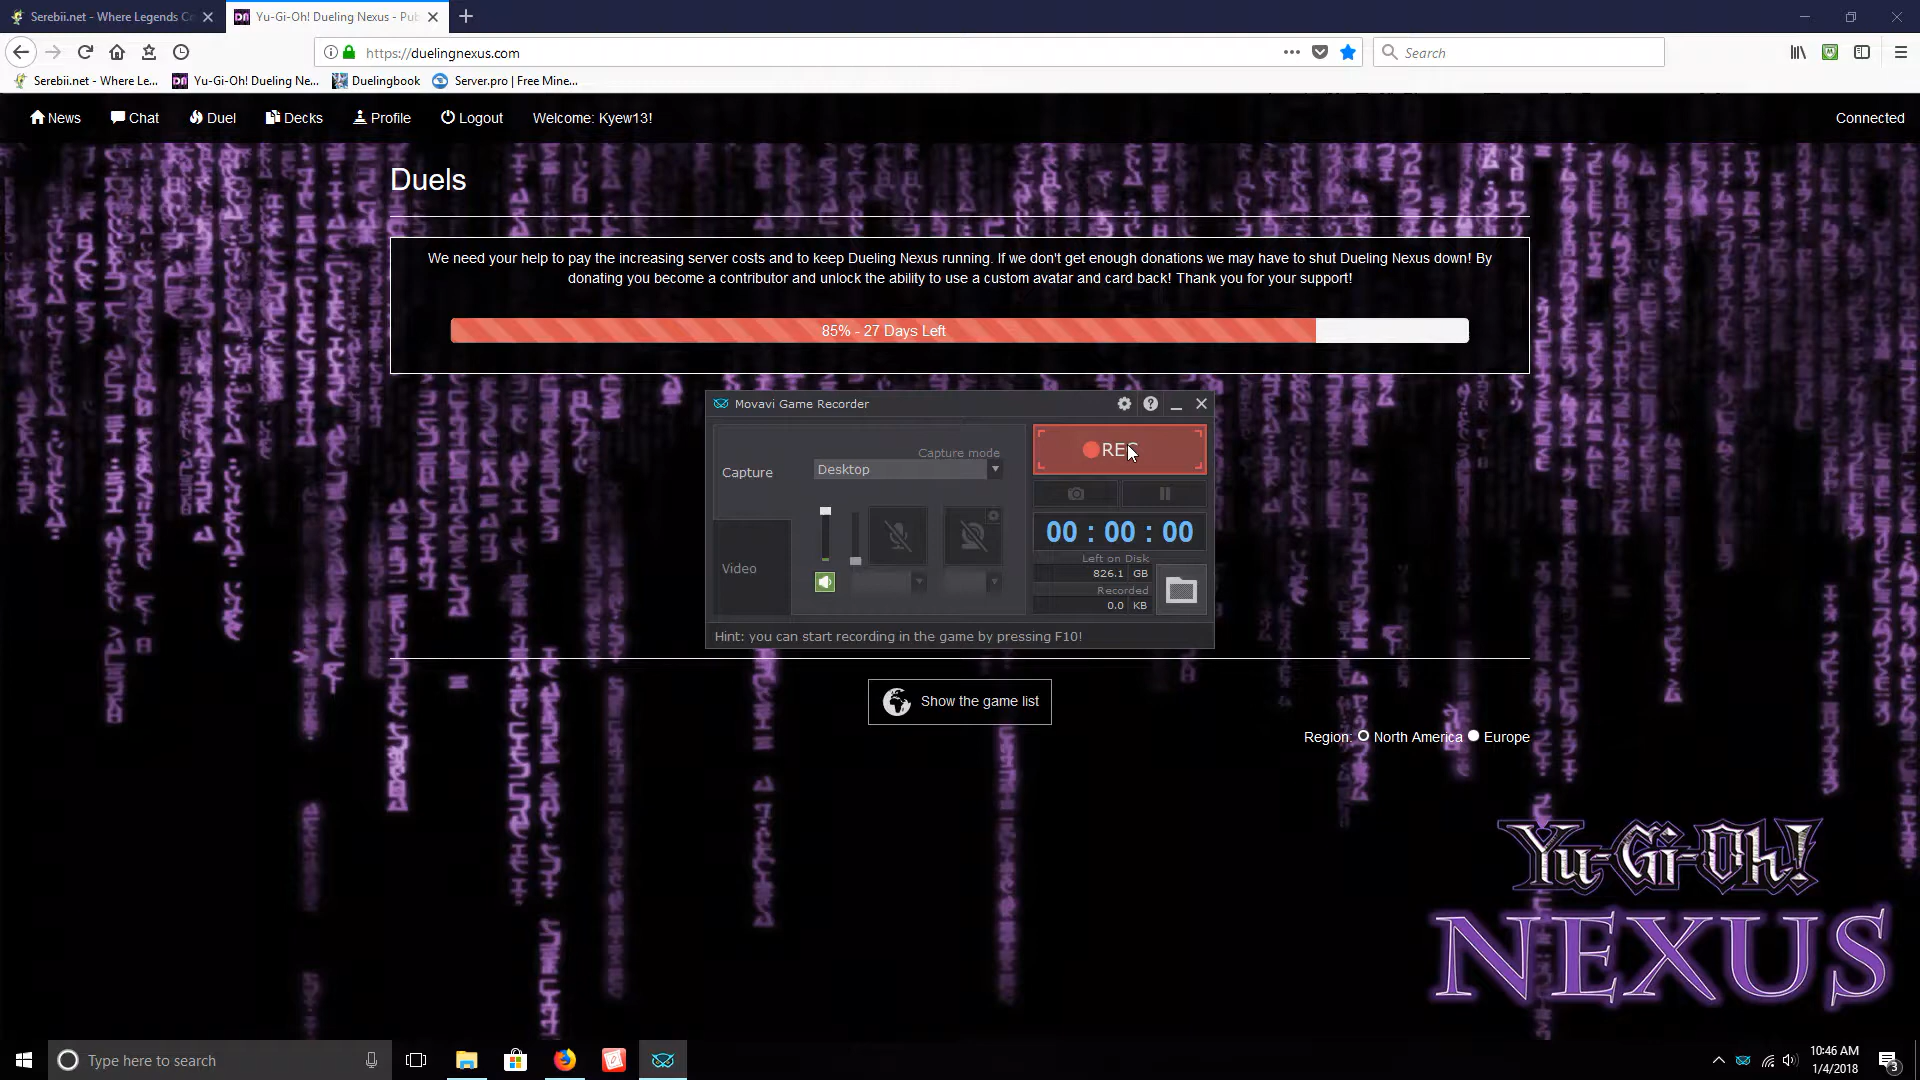 Serebii.net - Where Legends Co
Yu-Gi-Oh! Dueling Nexus - Pub
https://duelingnexus.com
Search
Serebii.net - Where Le...
Yu-Gi-Oh! Dueling Ne...
Duelingbook
Server.pro | Free Mine...
News
Chat
Duel
Decks
Profile
Logout
Welcome: Kyew13!
Connected
Duels
We need your help to pay the increasing server costs and to keep Dueling Nexus running. If we don't get enough donations we may have to shut Dueling Nexus down! By
donating you become a contributor and unlock the ability to use a custom avatar and card back! Thank you for your support!
85% - 27 Days Left
Movavi Game Recorder
Capture
Capture mode
Desktop
REC
00 : 00 : 00
Left on Disk
826.1 GB
Recorded
0.0 KB
Video
Hint: you can start recording in the game by pressing F10!
Show the game list
Region: North America Europe
Yu-Gi-Oh!
NEXUS
Type here to search
10:46 AM
1/4/2018
3